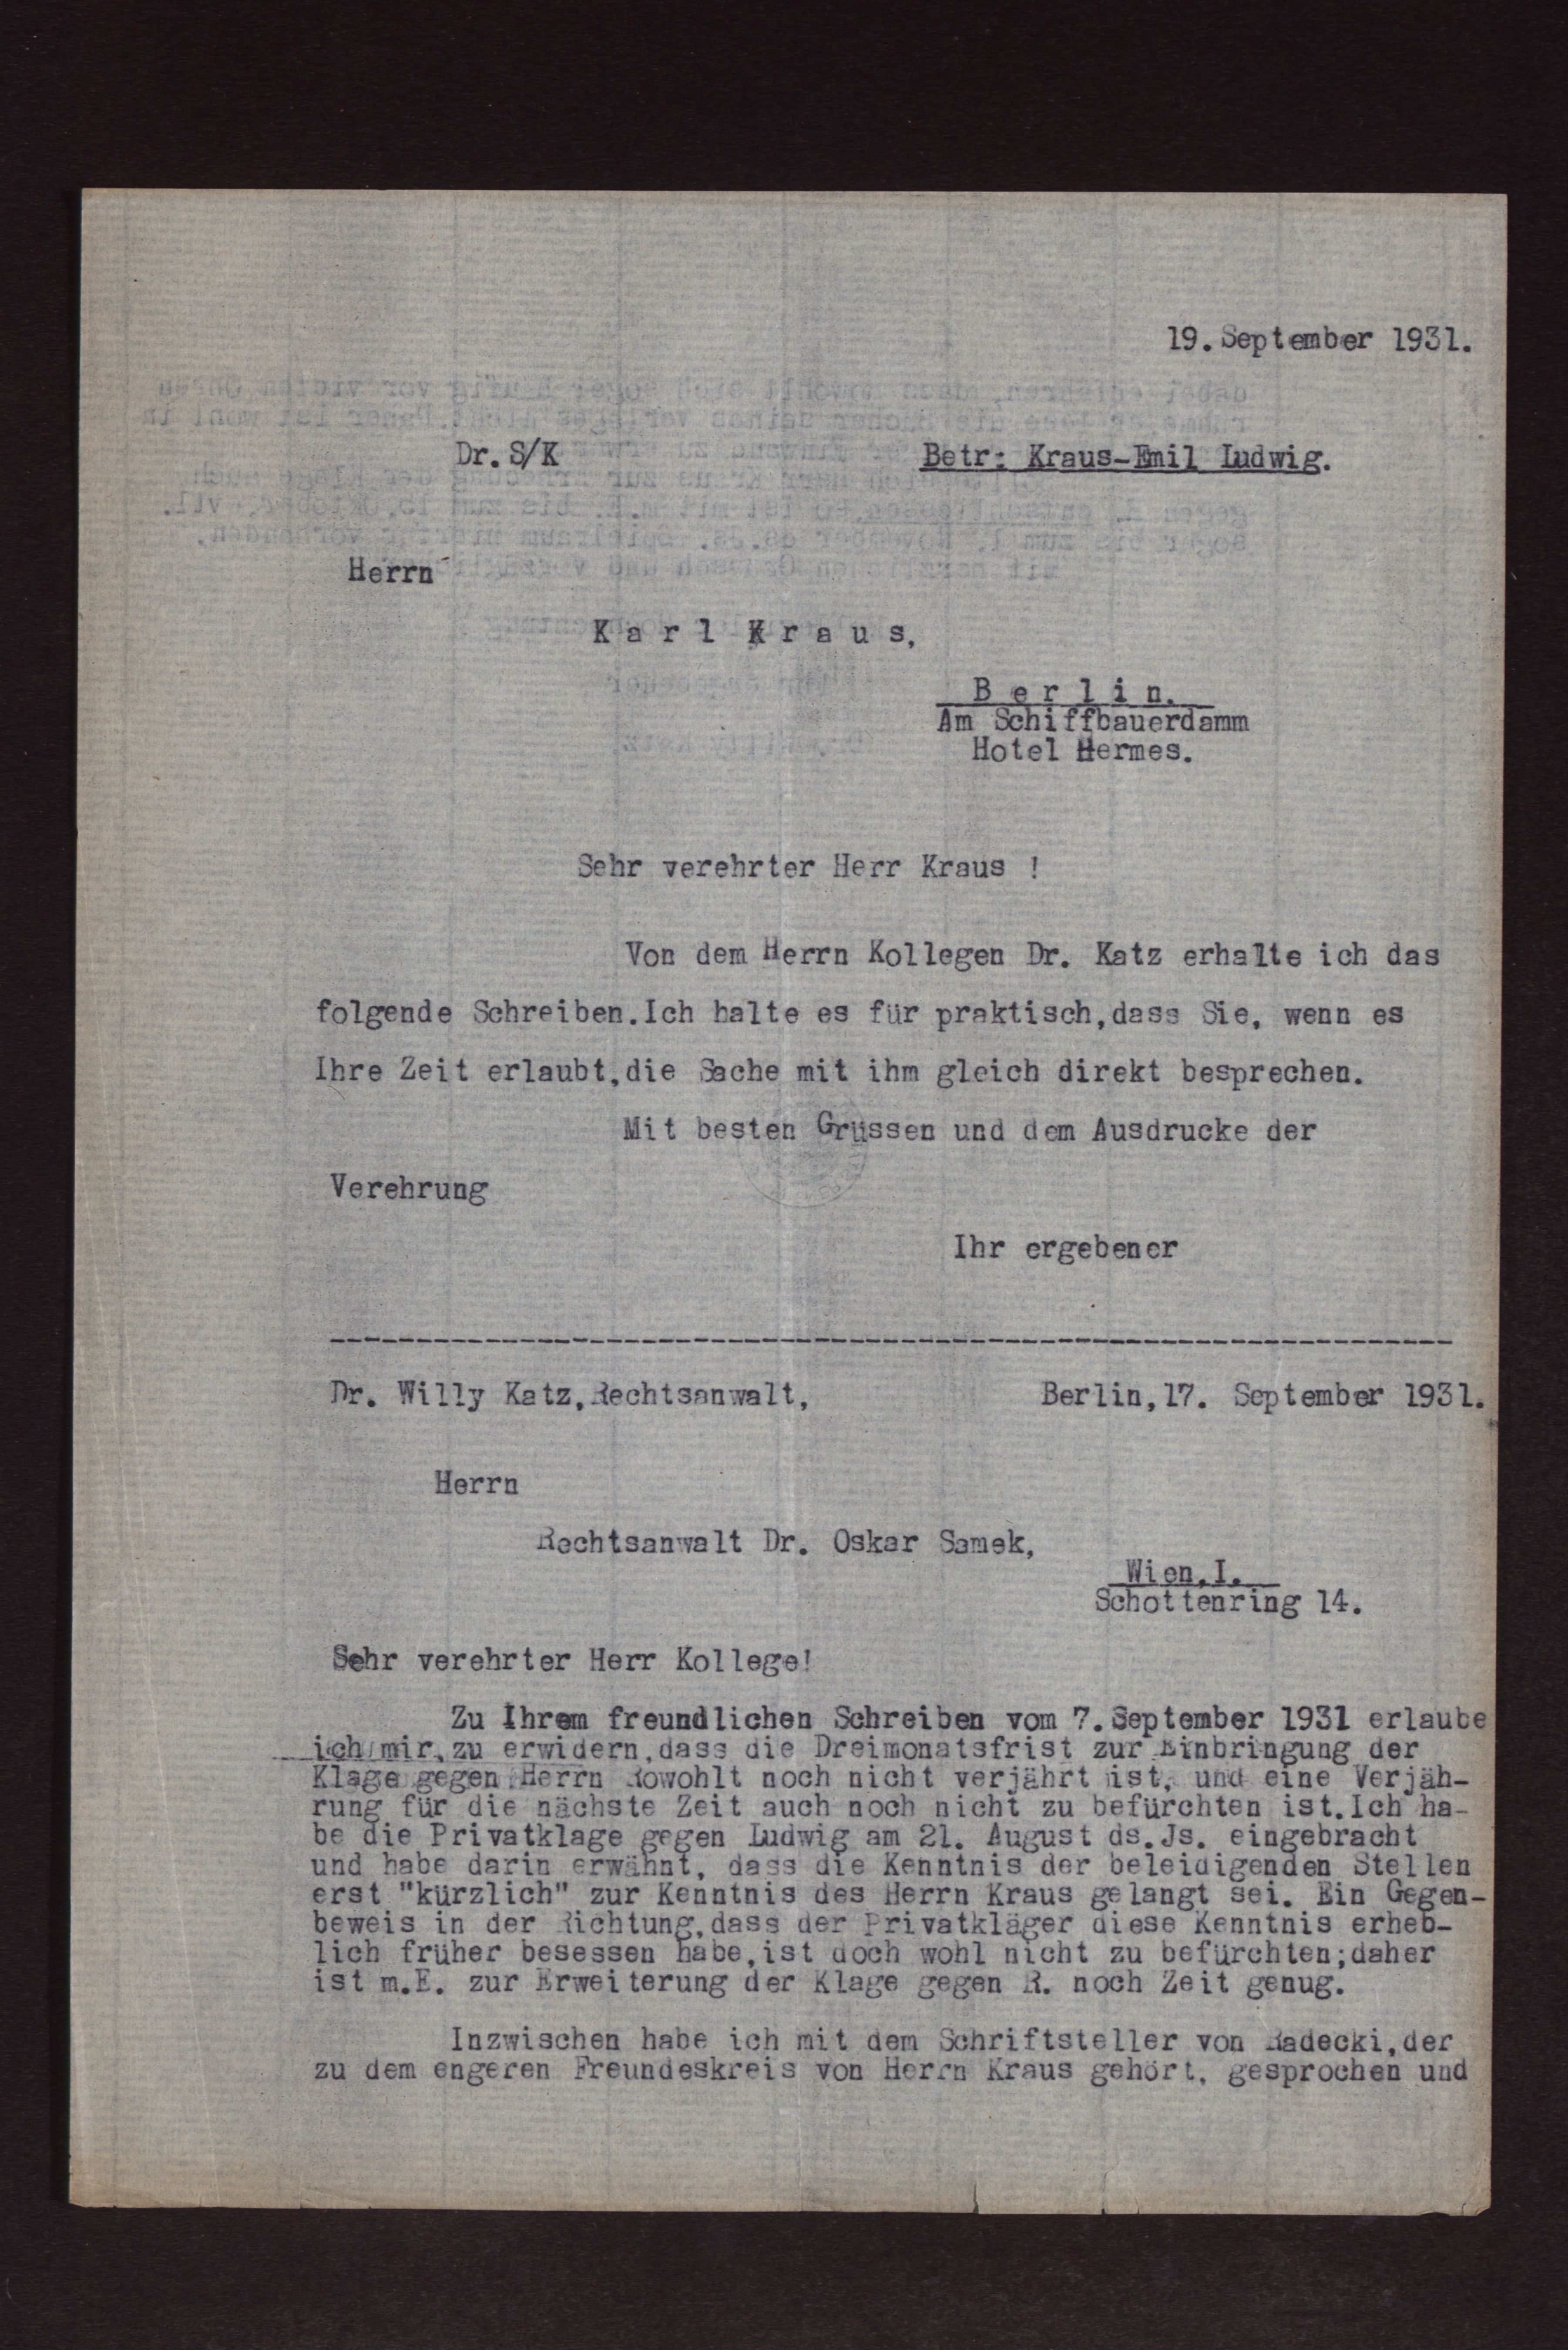 19.September 1931.
Dr.S/K Betr: Kraus-Emil Ludwig.
Herrn
K a r l K r a u s,
B e r l i n.
Am Schiffbauerdamm
Hotel Hermes.
Sehr verehrter Herr Kraus !
Von dem Herrn Kollegen Dr. Katz erhalte ich das
folgende Schreiben.Ich halte es für praktisch,dass Sie, wenn es
Ihre Zeit erlaubt,die Sache mit ihm gleich direkt besprechen.
Mit besten Grüssen und dem Ausdrucke der
Verehrung
Ihr ergebener
Dr. Willy Katz,Rechtsanwalt, Berlin,17. September 1931.
Herrn
Rechtsanwalt Dr. Oskar Samek,
Wien,I.
Schottenring 14.
Sehr verehrter Herr Kollege!
Zu Ihrem freundlichen Schreiben vom 7.September 1931 erlaube
ich mir,zu erwidern,dass die Dreimonatsfrist zur Einbringung der
Klage gegen Herrn Rowohlt noch nicht verjährt ist, und eine Verjäh-
rung für die nächste Zeit auch noch nicht zu befürchten ist.Ich ha-
be die Privatklage gegen Ludwig am 21. August ds.Js. eingebracht
und habe darin erwähnt, dass die Kenntnis der beleidigenden Stellen
erst "kürzlich" zur Kenntnis des Herrn Kraus gelangt sei. Ein Gegen-
beweis in der Richtung,dass der Privatkläger diese Kenntnis erheb-
lich früher besessen habe,ist doch wohl nicht zu befürchten;daher
ist m.E. zur Erweiterung der Klage gegen R. noch Zeit genug.
Inzwischen habe ich mit dem Schriftsteller von Radecki,der
zu dem engeren Freundeskreis von Herrn Kraus gehört, gesprochen und